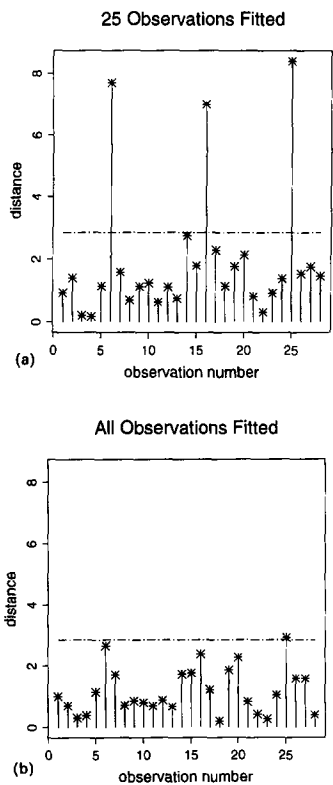 25 Observations Fitted
8
6
4
2
0
distance
0 5 10 15 20 25
observation number
(a)
All Observations Fitted
8
6
4
2
0
distance
0 5 10 15 20 25
observation number
(b)